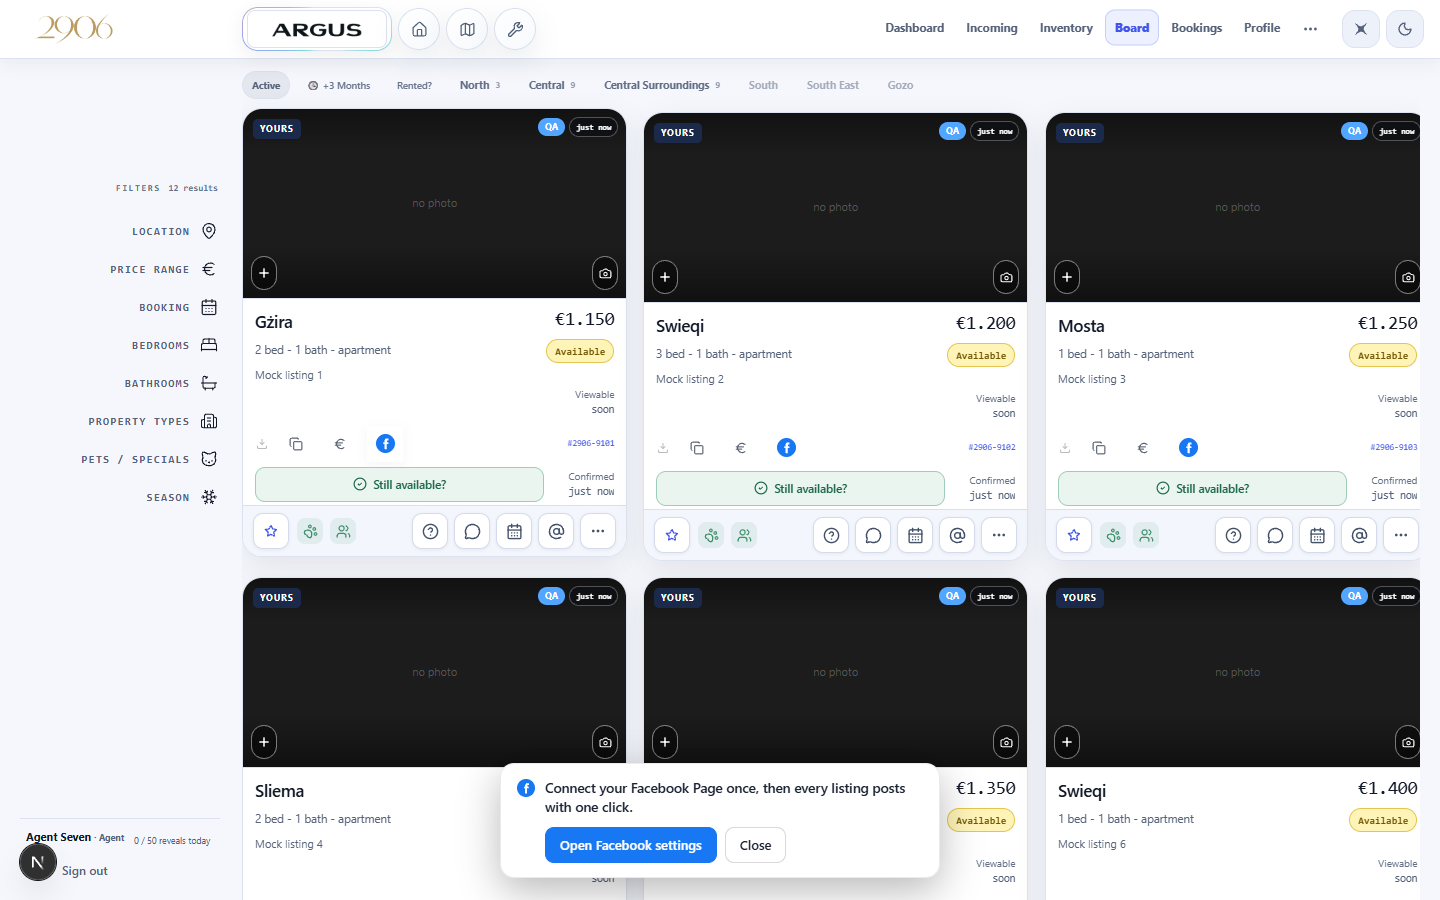 2906
ARGUS
Dashboard Incoming Inventory Board Bookings Profile
Active +3 Months Rented? North 3 Central 9 Central Surroundings 9 South South East Gozo
FILTERS 12 results
LOCATION
PRICE RANGE
BOOKING
BEDROOMS
BATHROOMS
PROPERTY TYPES
PETS / SPECIALS
SEASON
Agent Seven · Agent 0 / 50 reveals today
N Sign out
YOURS QA just now
no photo
Gżira €1.150
2 bed - 1 bath - apartment Available
Mock listing 1
Viewable
soon
€ f #2906-9101
Still available? Confirmed
just now
YOURS QA just now
no photo
Swieqi €1.200
3 bed - 1 bath - apartment Available
Mock listing 2
Viewable
soon
€ f #2906-9102
Still available? Confirmed
just now
YOURS QA just now
no photo
Mosta €1.250
1 bed - 1 bath - apartment Available
Mock listing 3
Viewable
soon
€ f #2906-9103
Still available? Confirmed
just now
YOURS QA just now
no photo
Sliema
2 bed - 1 bath - apartment
Mock listing 4
soon
YOURS QA just now
no photo
€1.350
Available
Viewable
soon
YOURS QA just now
no photo
Swieqi €1.400
1 bed - 1 bath - apartment Available
Mock listing 6
Viewable
soon
f Connect your Facebook Page once, then every listing posts
with one click.
Open Facebook settings Close